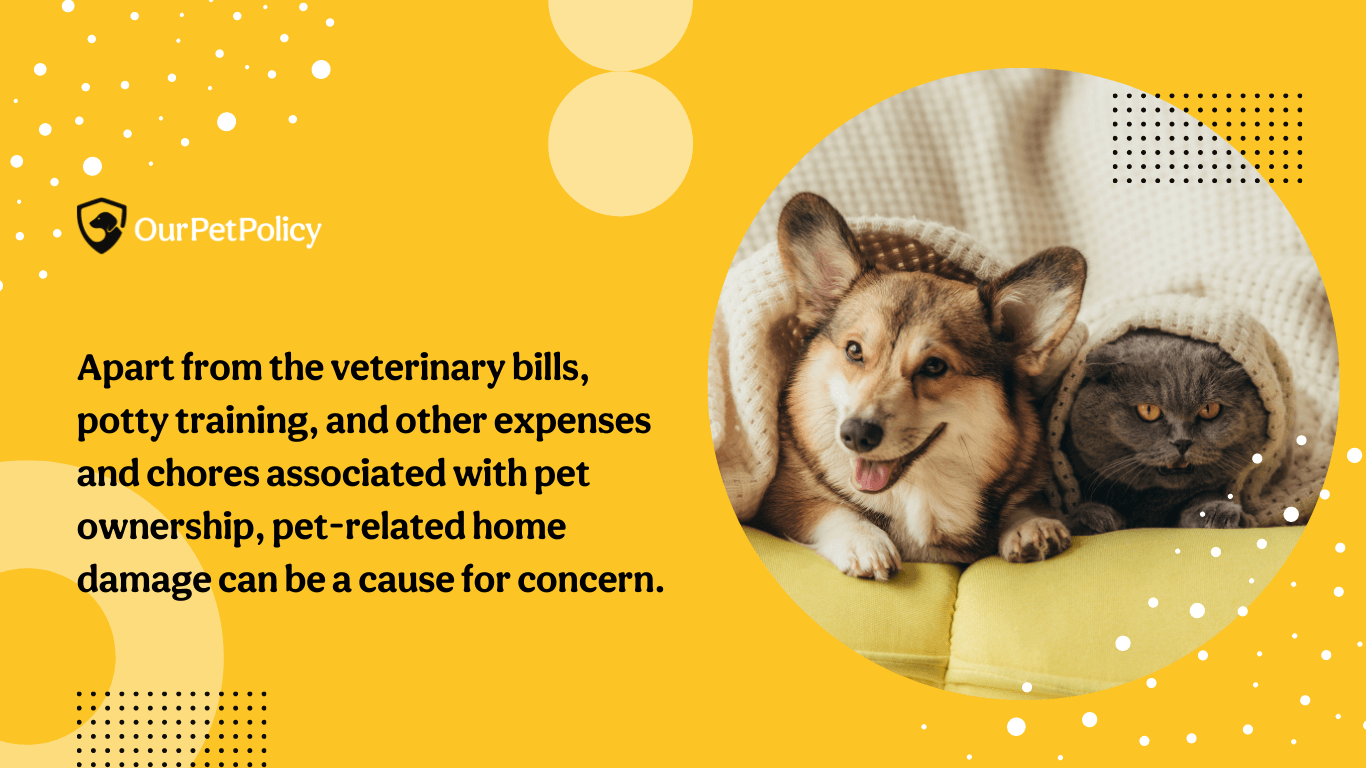 OurPetPolicy
Apart from the veterinary bills,
potty training, and other expenses
and chores associated with pet
ownership, pet-related home
damage can be a cause for concern.